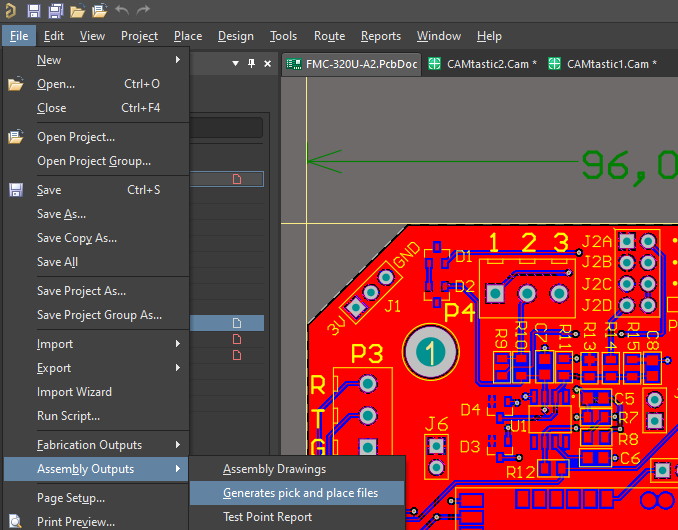 File Edit View Project Place Design Tools Route Reports Window Help
FMC-320U-A2.PcbDoc CAMtastic2.Cam * CAMtastic1.Cam *
New
Open... Ctrl+O
Close Ctrl+F4
Open Project...
Open Project Group...
Save Ctrl+S
Save As...
Save Copy As...
Save All
Save Project As...
Save Project Group As...
Import
Export
Import Wizard
Run Script...
Fabrication Outputs
Assembly Outputs
Page Setup...
Print Preview...
Assembly Drawings
Generates pick and place files
Test Point Report
96,0
1 2 3
J2A
J2B
J2C
J2D
GND
J1
3V
D1
D2
P4
P3
1
R
T
G
R9
R10
C7
R11
R13
R14
R15
C8
C5
R7
R8
C6
D4
U1
D3
J6
R12